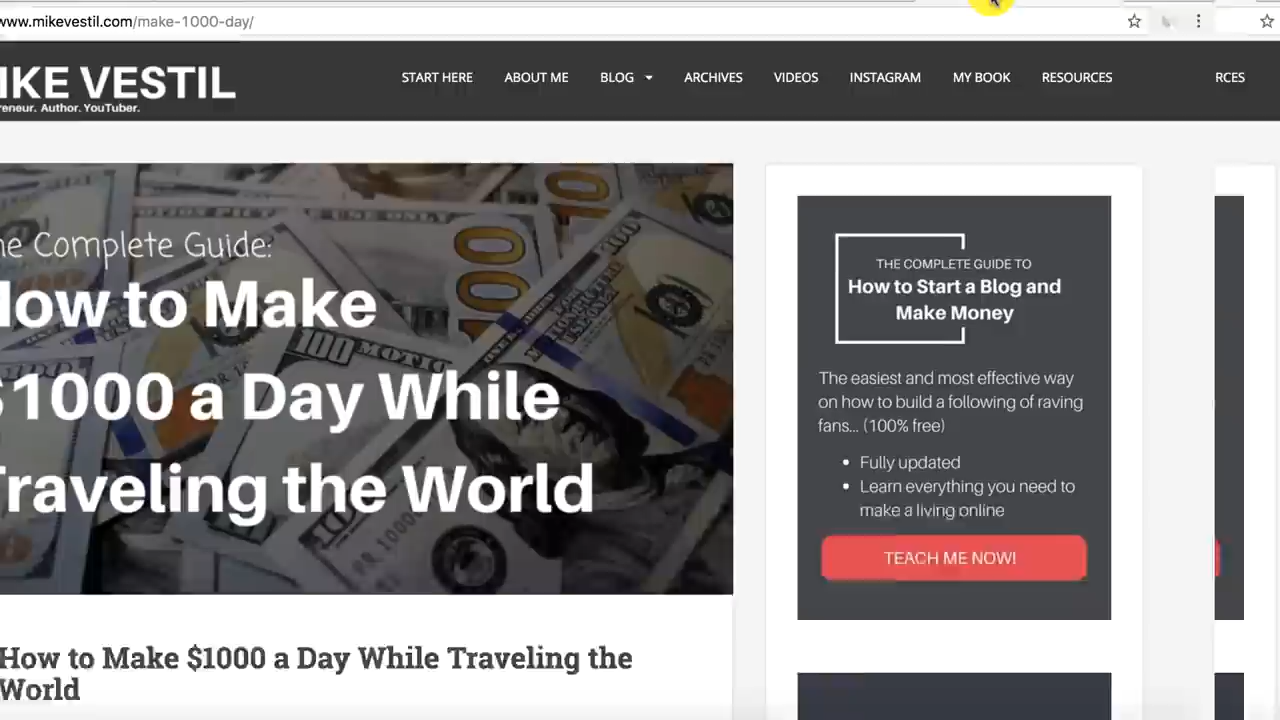 www.mikevestil.com/make-1000-day/
IKE VESTIL
reneur. Author. YouTuber.
START HERE
ABOUT ME
BLOG
ARCHIVES
VIDEOS
INSTAGRAM
MY BOOK
RESOURCES
RCES
he Complete Guide:
How to Make
$1000 a Day While
Traveling the World
THE COMPLETE GUIDE TO
How to Start a Blog and
Make Money
The easiest and most effective way
on how to build a following of raving
fans... (100% free)
• Fully updated
• Learn everything you need to
make a living online
TEACH ME NOW!
How to Make $1000 a Day While Traveling the
World